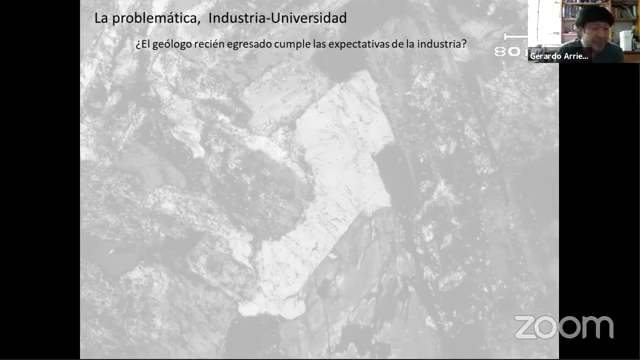 La problemática, Industria-Universidad
¿El geólogo recién egresado cumple las expectativas de la industria?
Gerardo Arrie...
zoom